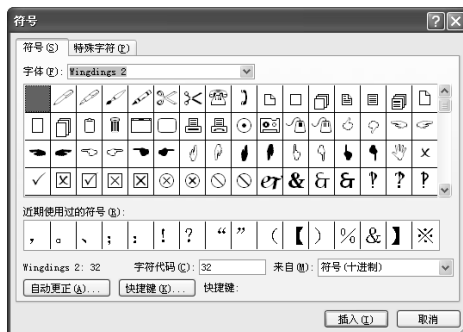 符号
符号(S) 特殊字符(P)
字体(F): Wingdings 2
er & & & ? ? ?
近期使用过的符号(R):
， 。 、 ； ： ！ ？ “ ” （ 【 ） % & 】 ※
Wingdings 2: 32 字符代码(C): 32 来自(M): 符号(十进制)
自动更正(A)... 快捷键(K)... 快捷键:
插入(I) 取消